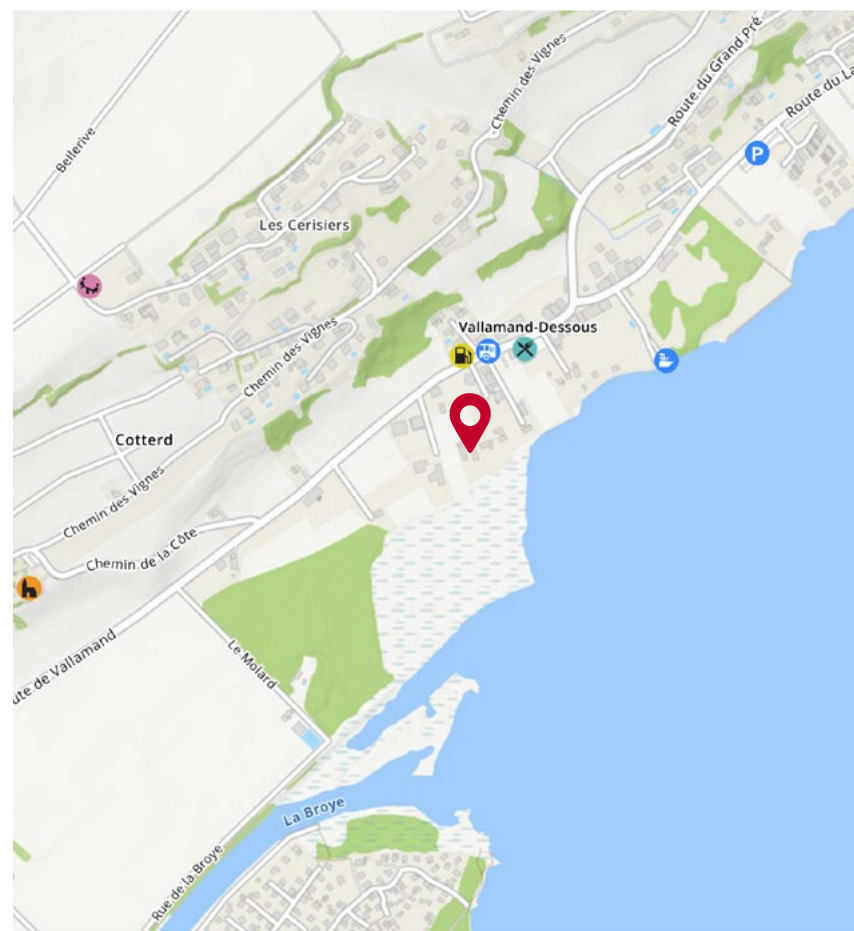 Chemin des Vignes
Route du Grand Pré
Route du La
P
Bellerive
Les Cerisiers
Vallamand-Dessous
Chemin des Vignes
Cotterd
Chemin des Vignes
Chemin de la Côte
ute de Vallamand
Le Molard
La Broye
Rue de la Broye